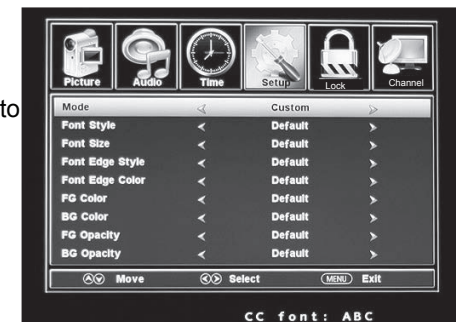 to
Picture Audio Time Setup Lock Channel
Mode Custom
Font Style Default
Font Size Default
Font Edge Style Default
Font Edge Color Default
FG Color Default
BG Color Default
FG Opacity Default
BG Opacity Default
Move Select MENU Exit
CC font: ABC